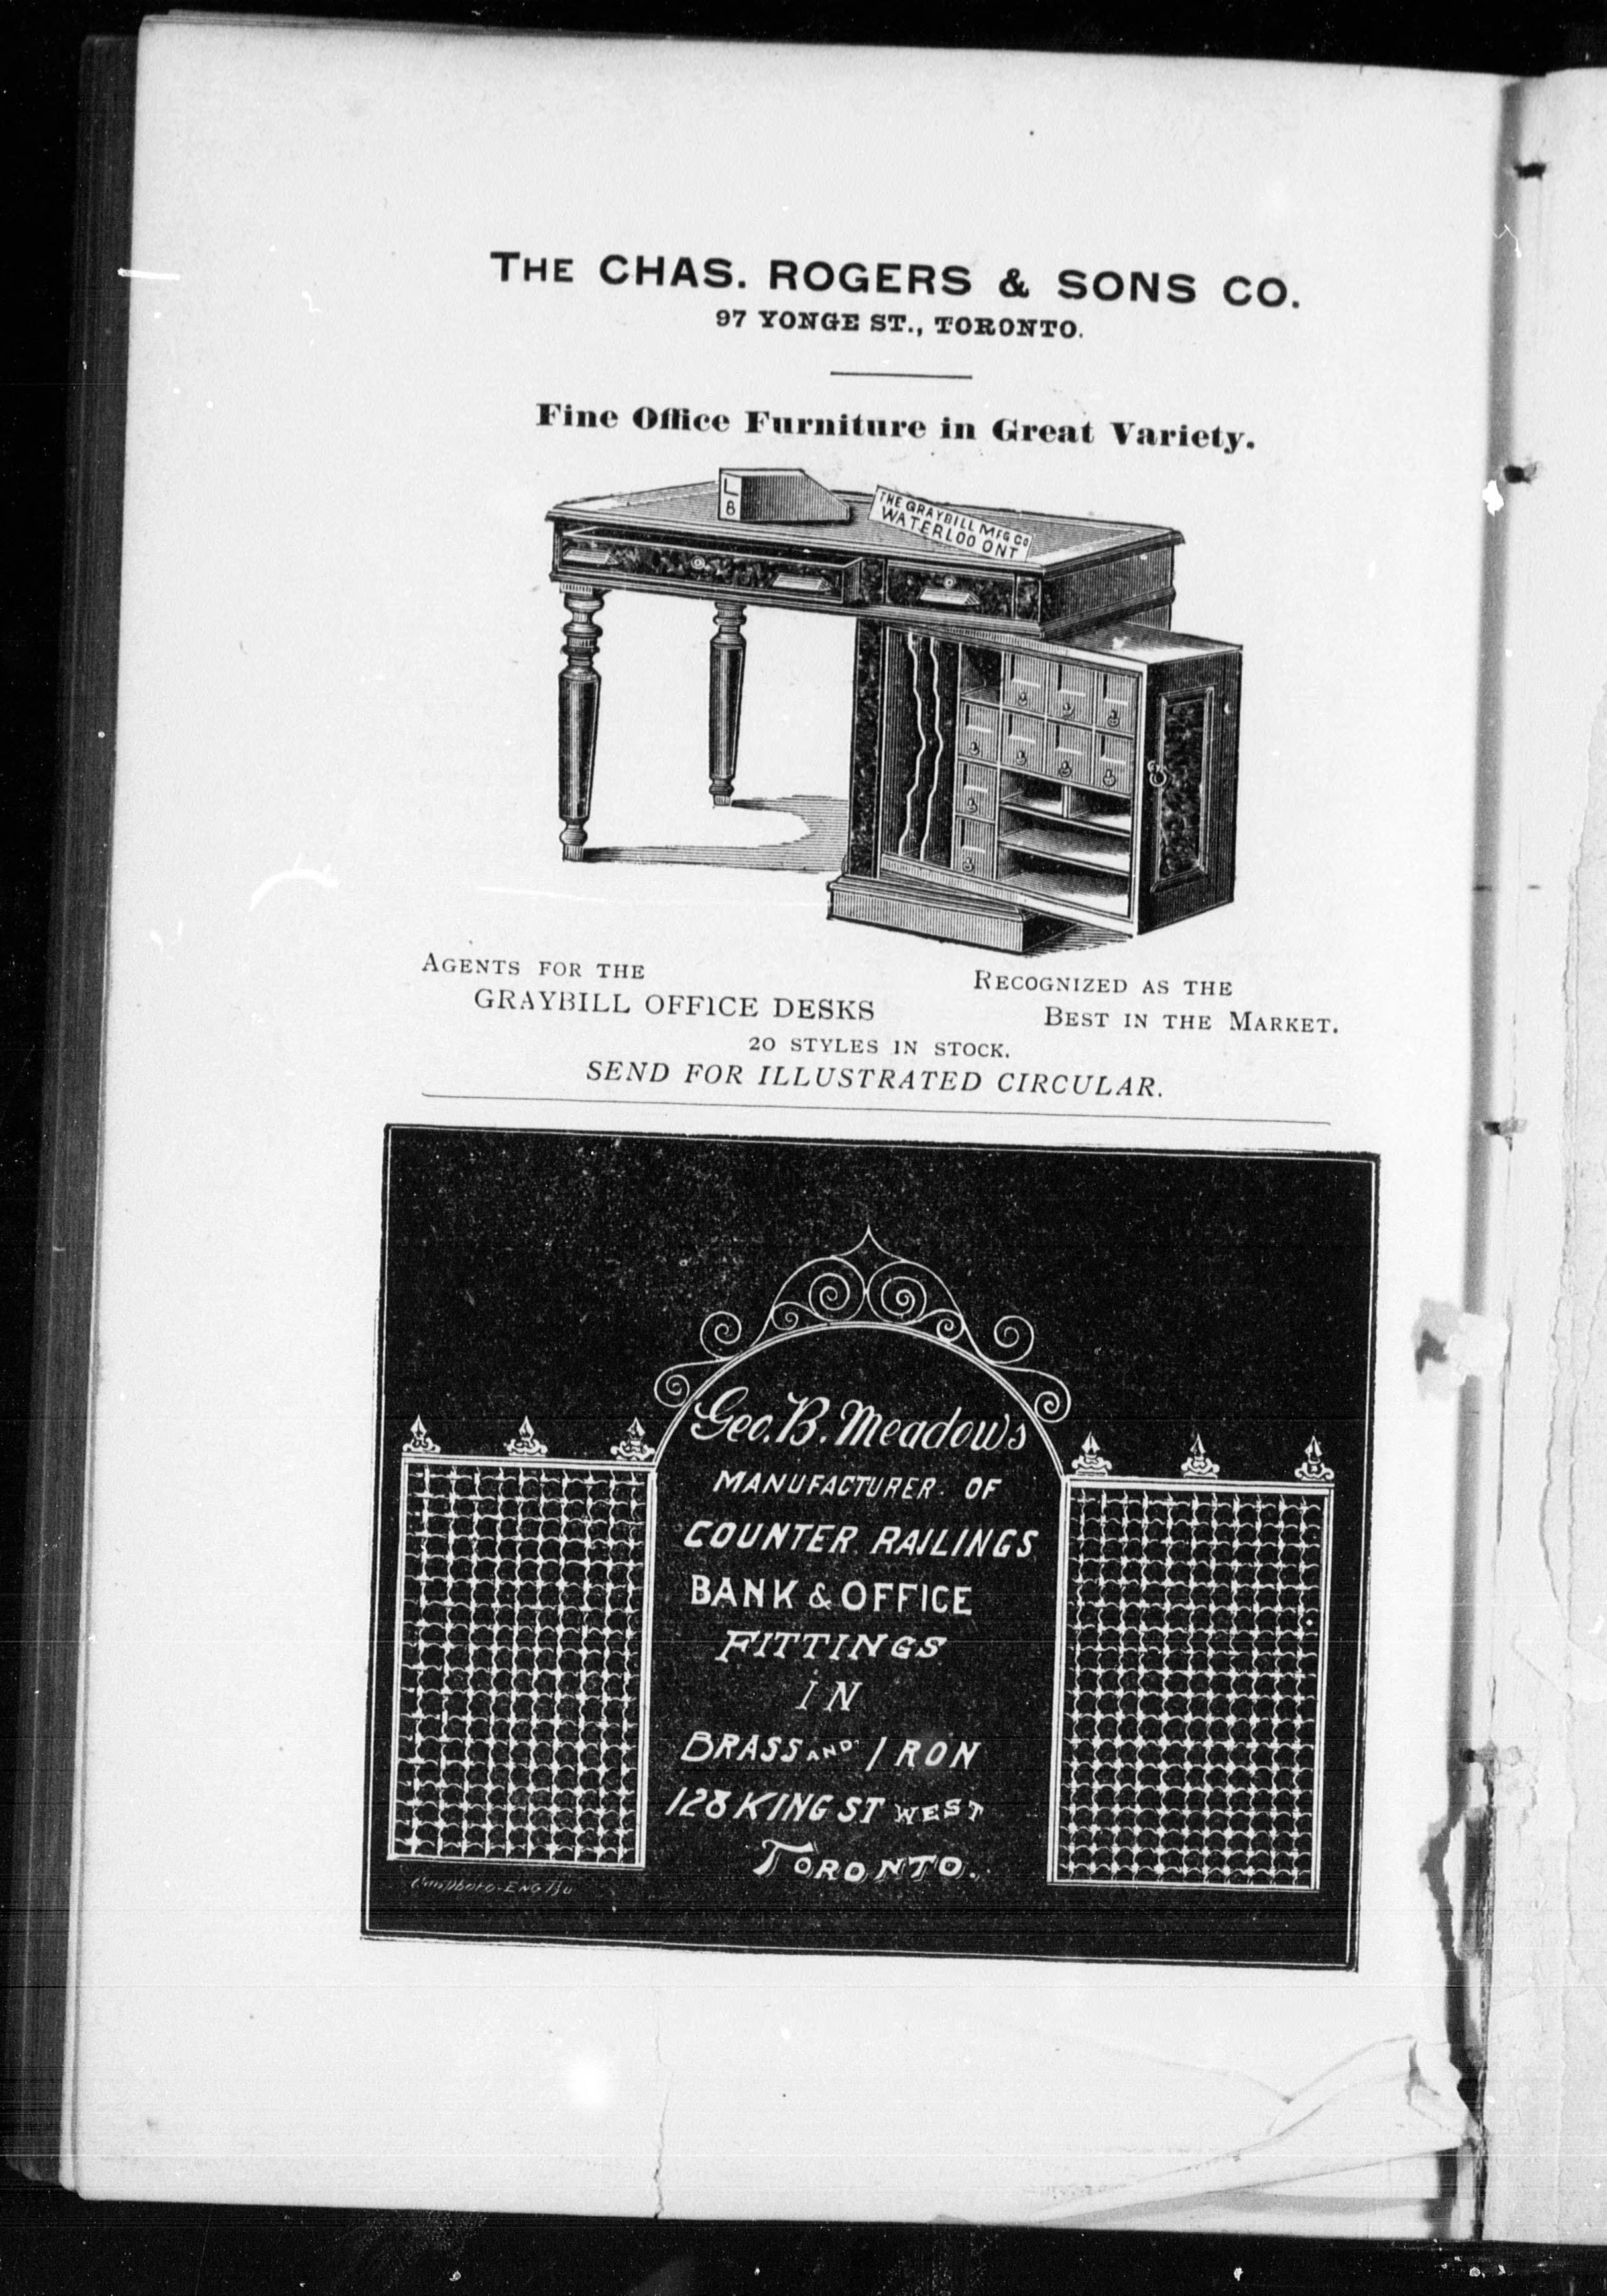 THE CHAS. ROGERS & SONS CO.
97 YONGE ST., TORONTO.
Fine Office Furniture in Great Variety.
L
B
THE GRAYBILL MFG CO
WATERLOO ONT
AGENTS FOR THE
GRAYBILL OFFICE DESKS
RECOGNIZED AS THE
BEST IN THE MARKET.
20 STYLES IN STOCK.
SEND FOR ILLUSTRATED CIRCULAR.
Geo. B. Meadows
MANUFACTURER OF
COUNTER RAILINGS
BANK & OFFICE
FITTINGS
IN
BRASS AND IRON
128 KING ST WEST
TORONTO.